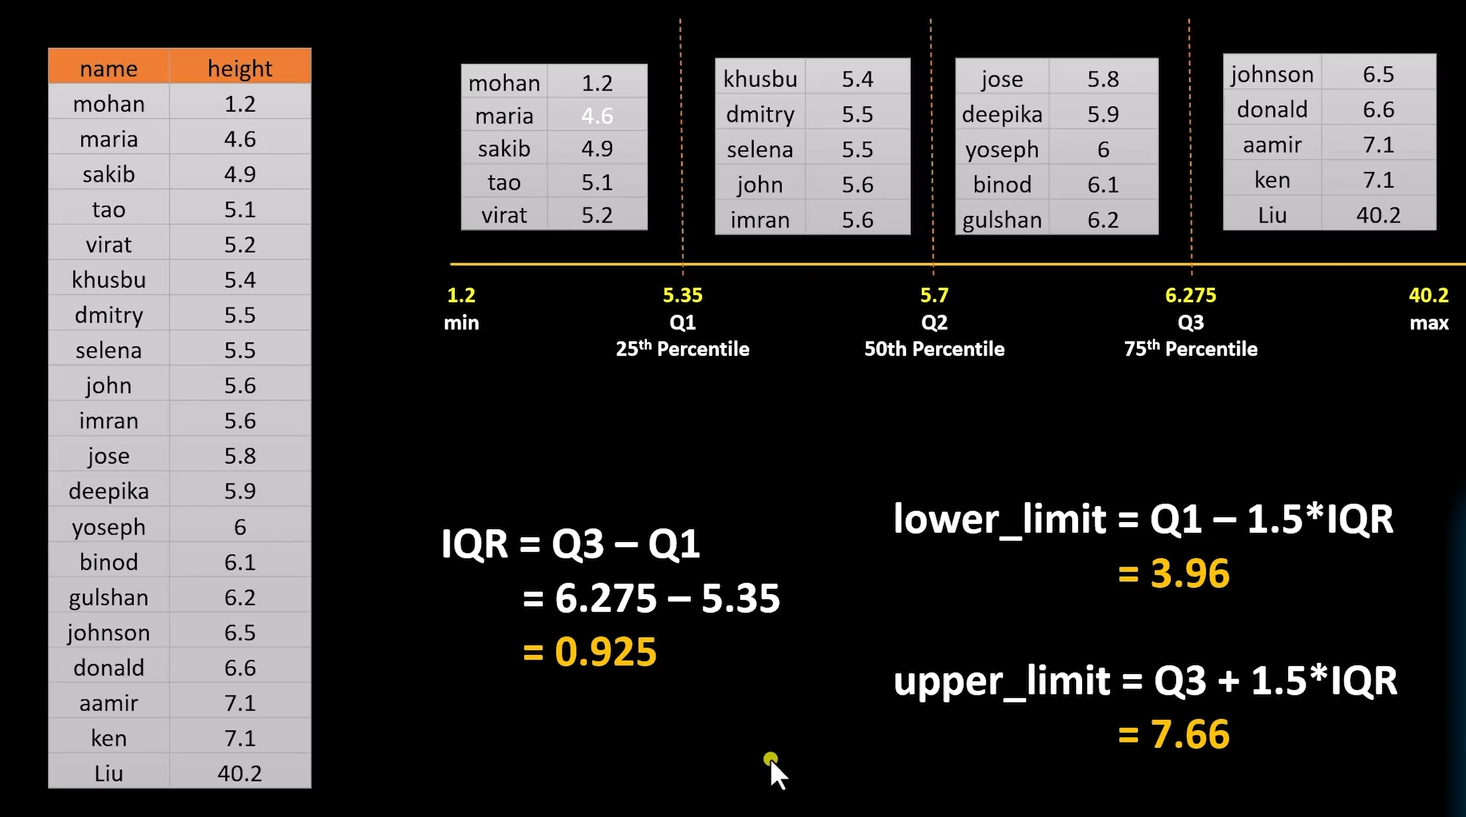 name height
mohan 1.2
maria 4.6
sakib 4.9
tao 5.1
virat 5.2
khusbu 5.4
dmitry 5.5
selena 5.5
john 5.6
imran 5.6
jose 5.8
deepika 5.9
yoseph 6
binod 6.1
gulshan 6.2
johnson 6.5
donald 6.6
aamir 7.1
ken 7.1
Liu 40.2
mohan 1.2
maria 4.6
sakib 4.9
tao 5.1
virat 5.2
khusbu 5.4
dmitry 5.5
selena 5.5
john 5.6
imran 5.6
jose 5.8
deepika 5.9
yoseph 6
binod 6.1
gulshan 6.2
johnson 6.5
donald 6.6
aamir 7.1
ken 7.1
Liu 40.2
1.2
min
5.35
Q1
25th Percentile
5.7
Q2
50th Percentile
6.275
Q3
75th Percentile
40.2
max
IQR = Q3 – Q1
= 6.275 – 5.35
= 0.925
lower_limit = Q1 – 1.5*IQR
= 3.96
upper_limit = Q3 + 1.5*IQR
= 7.66